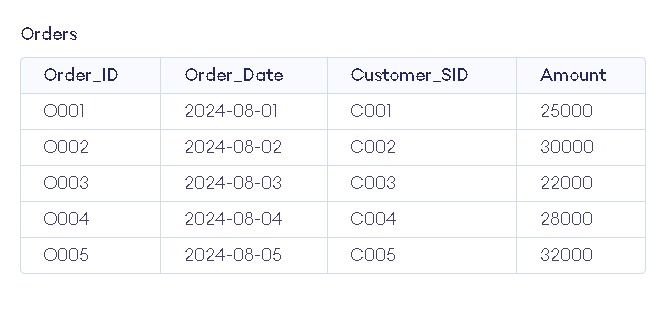 Orders
Order_ID Order_Date Customer_SID Amount
O001 2024-08-01 C001 25000
O002 2024-08-02 C002 30000
O003 2024-08-03 C003 22000
O004 2024-08-04 C004 28000
O005 2024-08-05 C005 32000